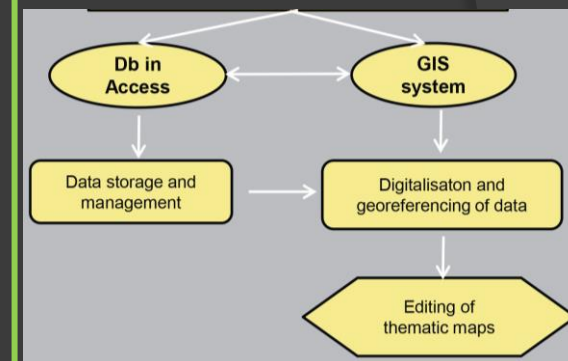 Db in
Access
GIS
system
Data storage and
management
Digitalisaton and
georeferencing of data
Editing of
thematic maps